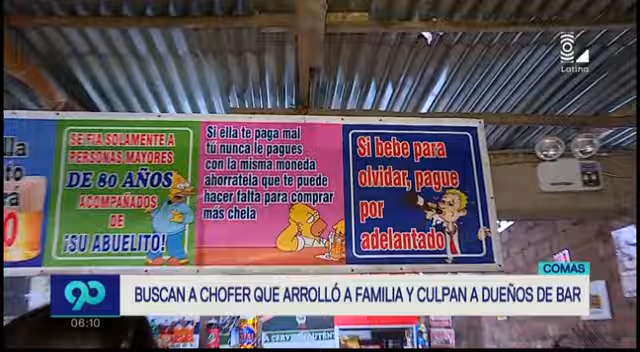 Latina
lla
to
rá
0
SE FIA SOLAMENTE A
PERSONAS MAYORES
DE 80 AÑOS
ACOMPAÑADOS
DE
¡SU ABUELITO!
Si ella te paga mal
tú nunca le pagues
con la misma moneda
ahorratela que te puede
hacer falta para comprar
más chela
Si bebe para
olvidar, pague
por
adelantado
COMAS
90
BUSCAN A CHOFER QUE ARROLLÓ A FAMILIA Y CULPAN A DUEÑOS DE BAR
06:10